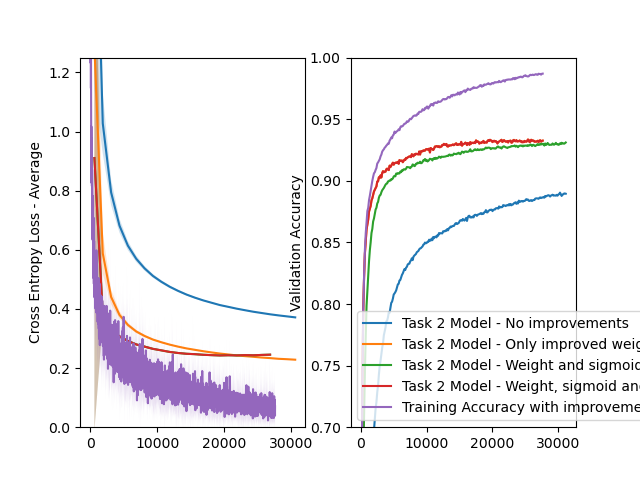 Cross Entropy Loss - Average
1.2
1.0
0.8
0.6
0.4
0.2
0.0
0 10000 20000 30000
Validation Accuracy
1.00
0.95
0.90
0.85
0.80
0.75
0.70
0 10000 20000 30000
Task 2 Model - No improvements
Task 2 Model - Only improved weig
Task 2 Model - Weight and sigmoid
Task 2 Model - Weight, sigmoid an
Training Accuracy with improveme